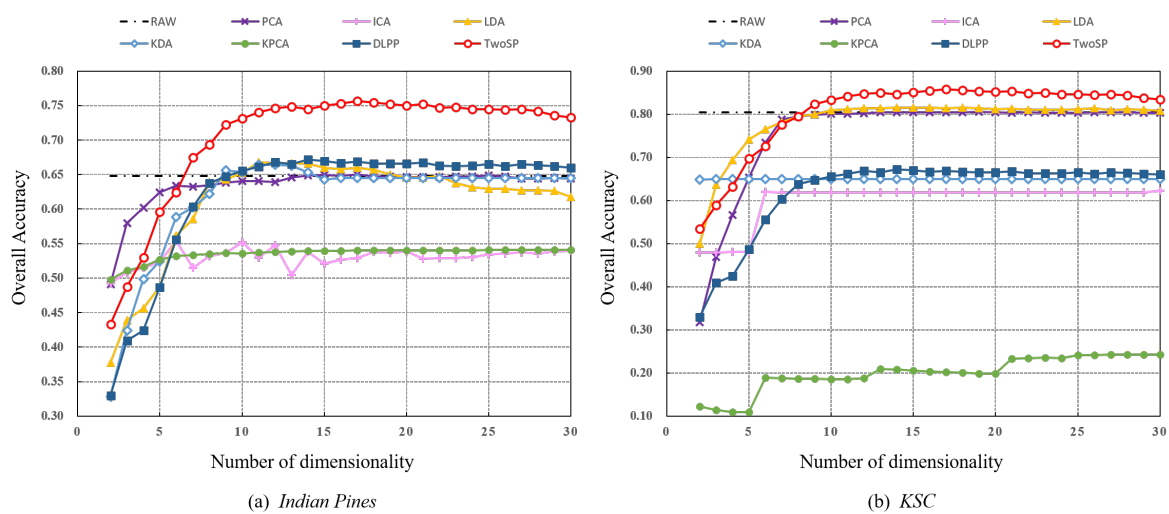 RAW PCA ICA LDA
KDA KPCA DLPP TwoSP
0.80
0.75
0.70
0.65
0.60
0.55
0.50
0.45
0.40
0.35
0.30
Overall Accuracy
0 5 10 15 20 25 30
Number of dimensionality
(a) Indian Pines
RAW PCA ICA LDA
KDA KPCA DLPP TwoSP
0.90
0.80
0.70
0.60
0.50
0.40
0.30
0.20
0.10
Overall Accuracy
0 5 10 15 20 25 30
Number of dimensionality
(b) KSC